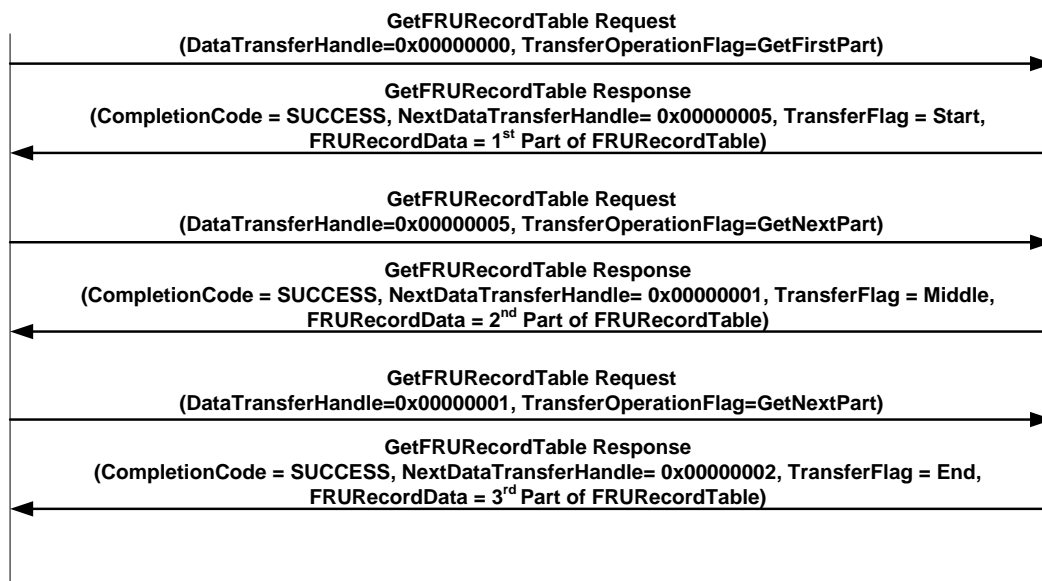 GetFRURecordTable Request
(DataTransferHandle=0x00000000, TransferOperationFlag=GetFirstPart)
GetFRURecordTable Response
(CompletionCode = SUCCESS, NextDataTransferHandle= 0x00000005, TransferFlag = Start,
FRURecordData = 1st Part of FRURecordTable)
GetFRURecordTable Request
(DataTransferHandle=0x00000005, TransferOperationFlag=GetNextPart)
GetFRURecordTable Response
(CompletionCode = SUCCESS, NextDataTransferHandle= 0x00000001, TransferFlag = Middle,
FRURecordData = 2nd Part of FRURecordTable)
GetFRURecordTable Request
(DataTransferHandle=0x00000001, TransferOperationFlag=GetNextPart)
GetFRURecordTable Response
(CompletionCode = SUCCESS, NextDataTransferHandle= 0x00000002, TransferFlag = End,
FRURecordData = 3rd Part of FRURecordTable)